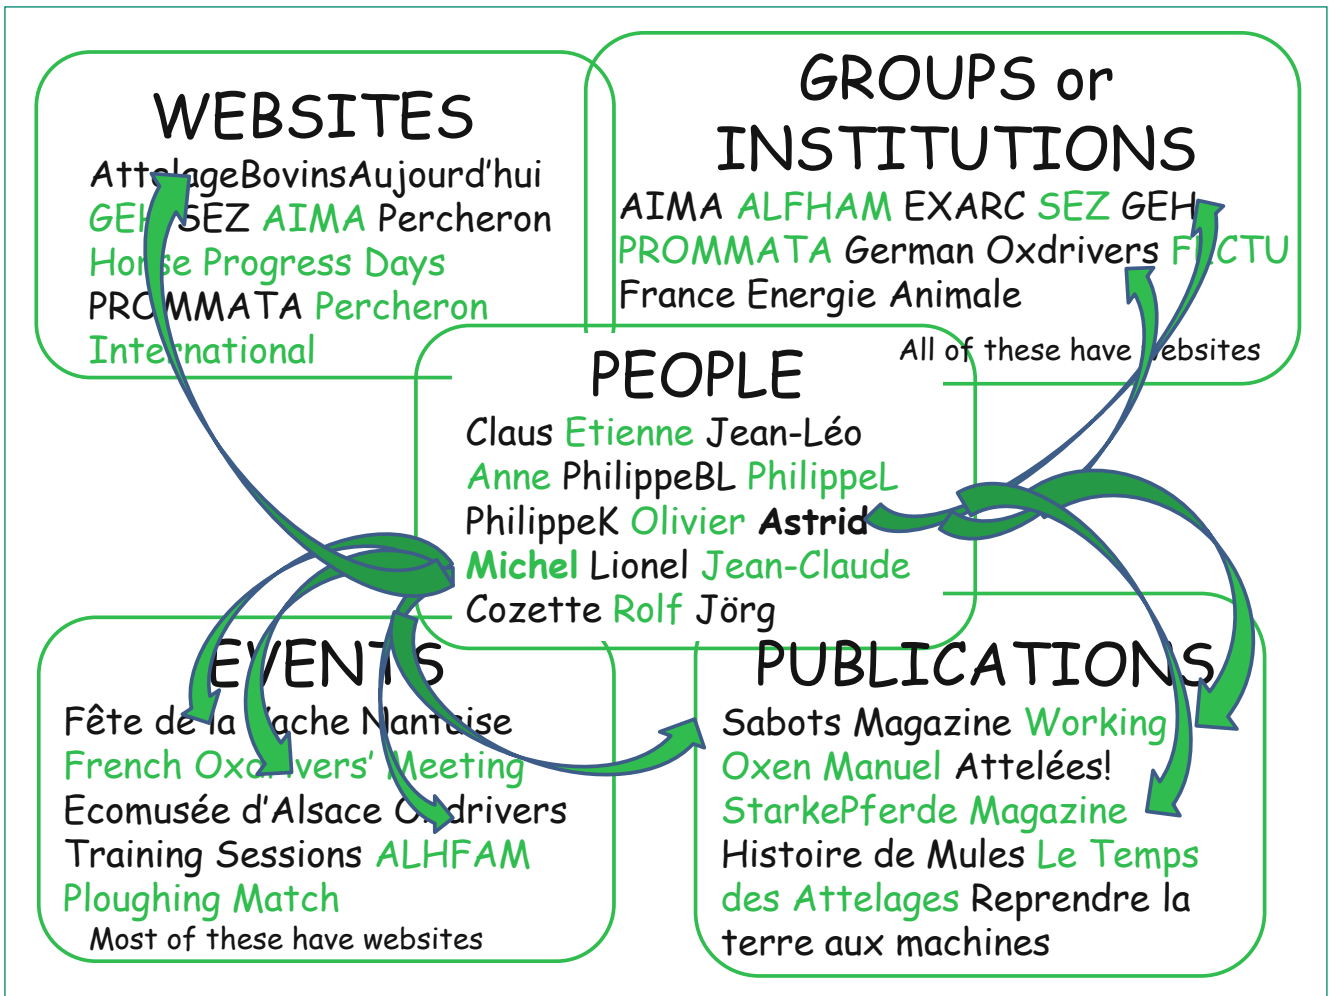 WEBSITES
AttelageBovinsAujourd'hui
GEH SEZ AIMA Percheron
Horse Progress Days
PROMMATA Percheron
International
GROUPS or
INSTITUTIONS
AIMA ALFHAM EXARC SEZ GEH
PROMMATA German Oxdrivers FECTU
France Energie Animale
All of these have websites
PEOPLE
Claus Etienne Jean-Léo
Anne PhilippeBL PhilippeL
PhilippeK Olivier Astrid
Michel Lionel Jean-Claude
Cozette Rolf Jörg
EVENTS
Fête de la Vache Nantaise
French Oxdrivers' Meeting
Ecomusée d'Alsace Oxdrivers
Training Sessions ALHFAM
Ploughing Match
Most of these have websites
PUBLICATIONS
Sabots Magazine Working
Oxen Manuel Attelées!
StarkePferde Magazine
Histoire de Mules Le Temps
des Attelages Reprendre la
terre aux machines